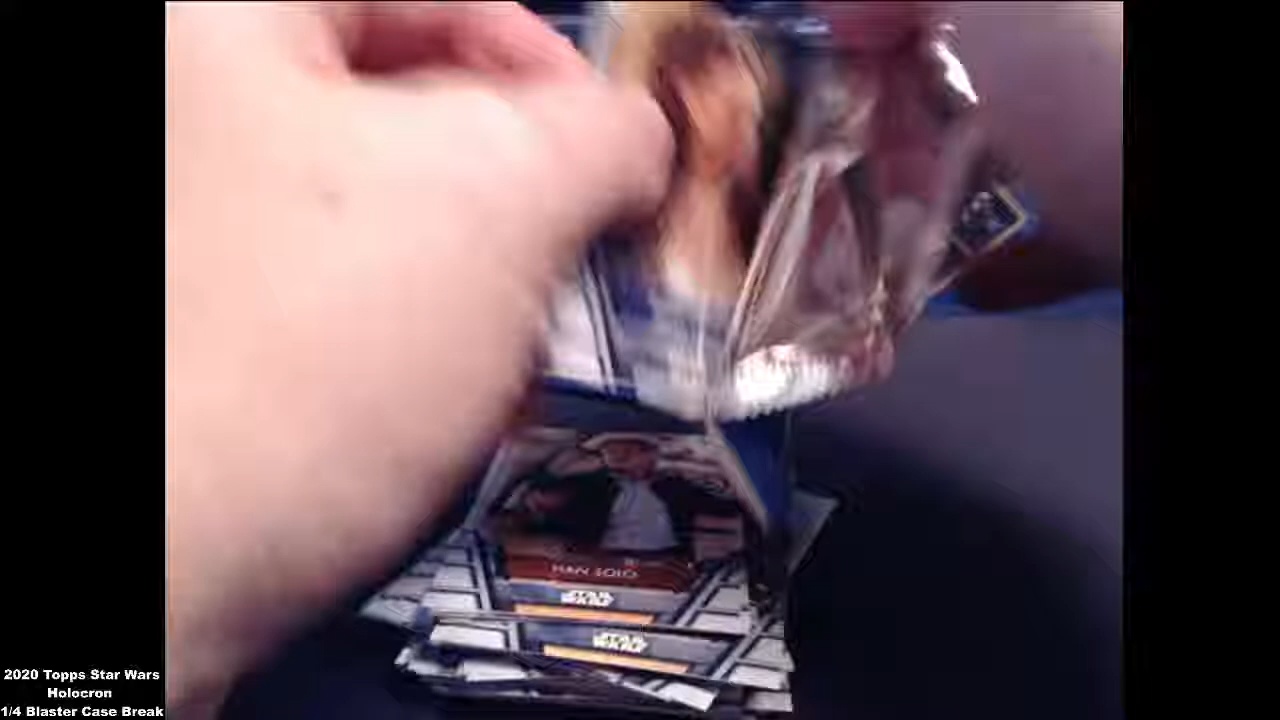 HAN SOLO
STAR
WARS
STAR
WARS
2020 Topps Star Wars
Holocron
1/4 Blaster Case Break